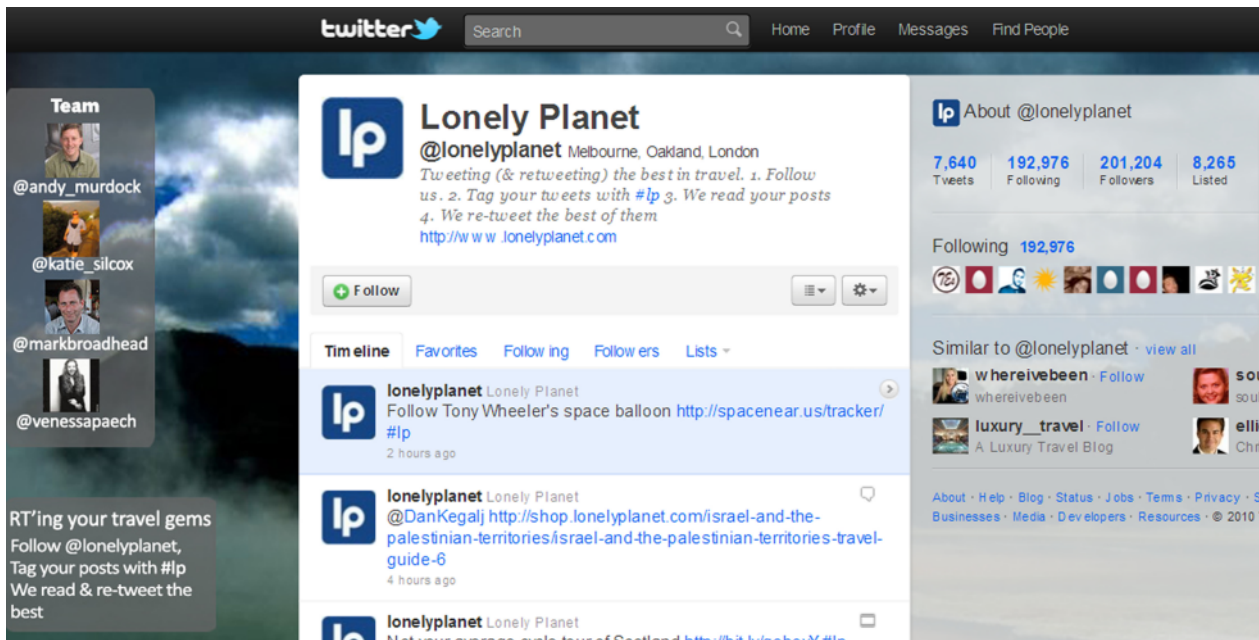 twitter
Search
Home Profile Messages Find People
Team
@andy_murdock
@katie_silcox
@markbroadhead
@venessapaech
RT'ing your travel gems
Follow @lonelyplanet,
Tag your posts with #lp
We read & re-tweet the
best
lp
Lonely Planet
@lonelyplanet Melbourne, Oakland, London
Tweeting (& retweeting) the best in travel. 1. Follow
us. 2. Tag your tweets with #lp 3. We read your posts
4. We re-tweet the best of them
http://www.lonelyplanet.com
Follow
Timeline Favorites Following Followers Lists
lp
lonelyplanet Lonely Planet
Follow Tony Wheeler's space balloon http://spacenear.us/tracker/
#lp
2 hours ago
lp
lonelyplanet Lonely Planet
@DanKegalj http://shop.lonelyplanet.com/israel-and-the-
palestinian-territories/israel-and-the-palestinian-territories-travel-
guide-6
4 hours ago
lp
lonelyplanet Lonely Planet
lp About @lonelyplanet
7,640 192,976 201,204 8,265
Tweets Following Followers Listed
Following 192,976
Similar to @lonelyplanet · view all
whereivebeen · Follow
whereivebeen
luxury__travel · Follow
A Luxury Travel Blog
sou
soul
elli
Chr
About · Help · Blog · Status · Jobs · Terms · Privacy · S
Businesses · Media · Developers · Resources · © 2010